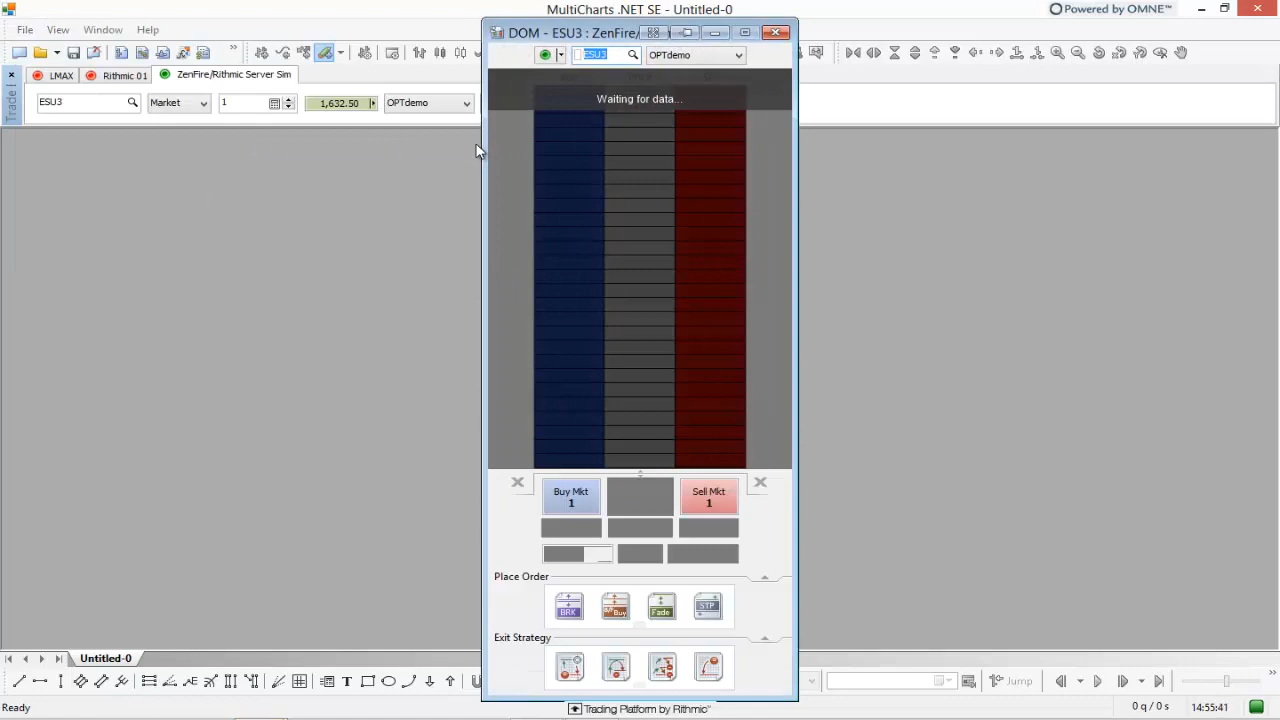 MultiCharts .NET SE - Untitled-0
Powered by OMNE™
File View Window Help
DOM - ESU3 : ZenFire/
ESU3
OPTdemo
LMAX
Rithmic 01
ZenFire/Rithmic Server Sim
Trade
ESU3
Market
1
1,632.50
OPTdemo
Waiting for data...
Buy Mkt
1
Sell Mkt
1
Place Order
BRK
Buy
Fade
STP
Exit Strategy
Untitled-0
Jump
Ready
Trading Platform by Rithmic™
0 q / 0 s
14:55:41